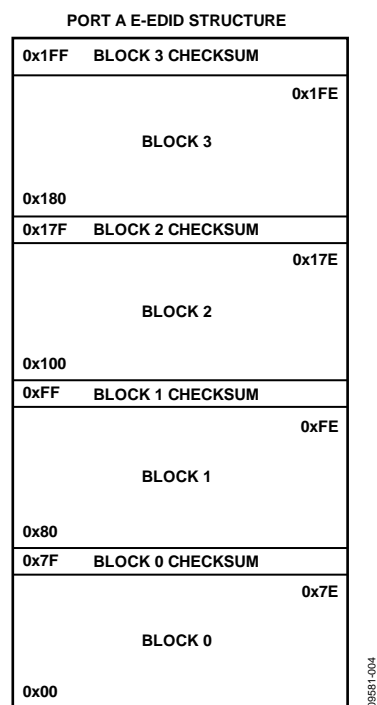 PORT A E-EDID STRUCTURE
0x1FF BLOCK 3 CHECKSUM
0x1FE
BLOCK 3
0x180
0x17F BLOCK 2 CHECKSUM
0x17E
BLOCK 2
0x100
0xFF BLOCK 1 CHECKSUM
0xFE
BLOCK 1
0x80
0x7F BLOCK 0 CHECKSUM
0x7E
BLOCK 0
0x00
09581-004